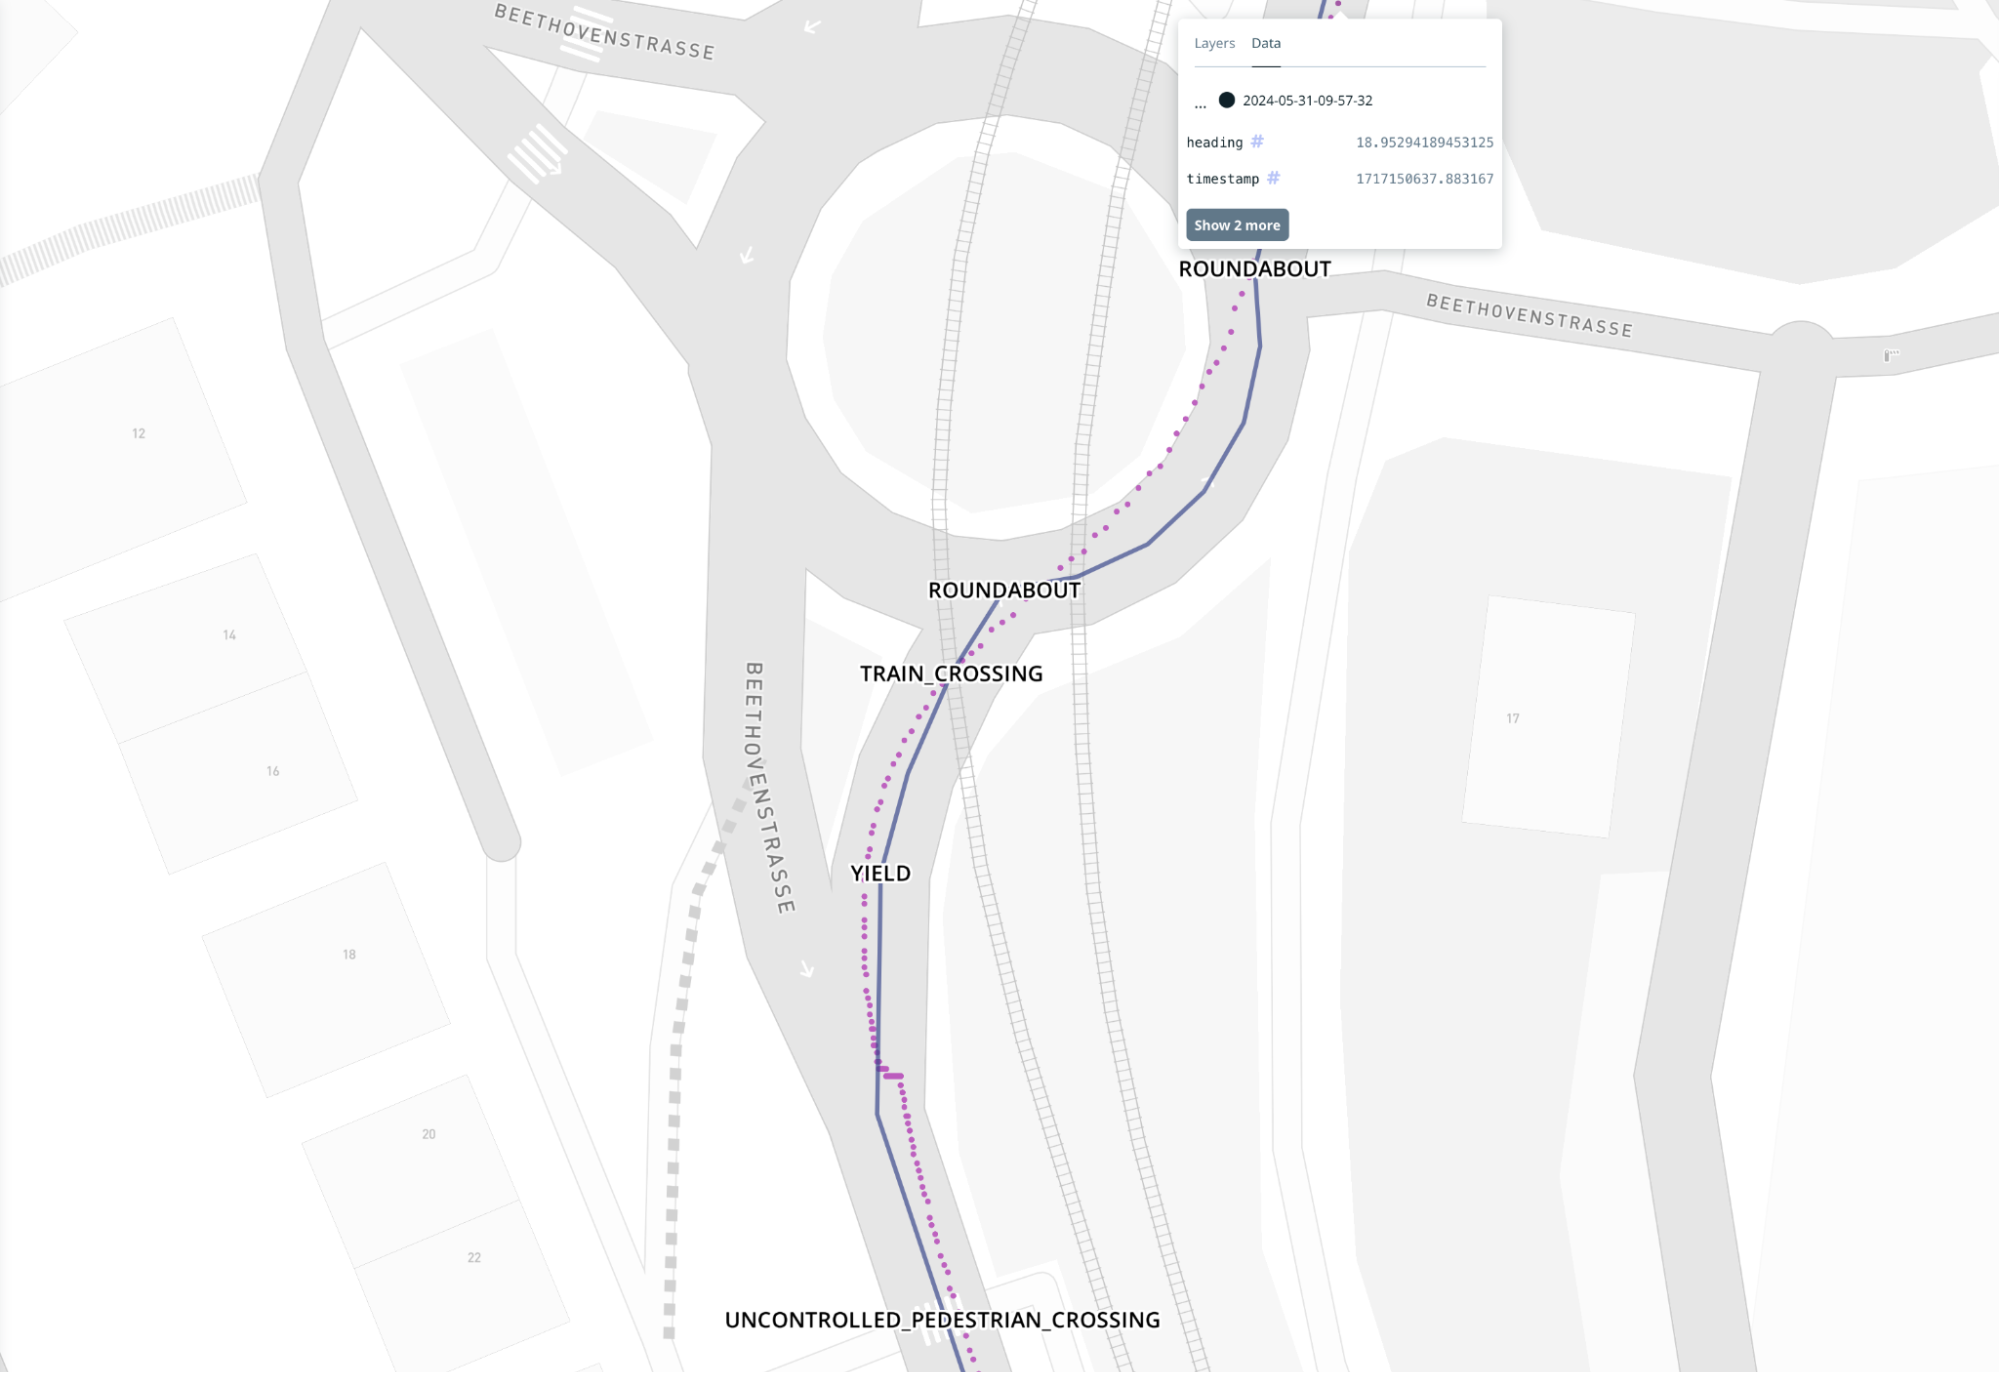 BEETHOVENSTRASSE
Layers Data
... 2024-05-31-09-57-32
heading # 18.95294189453125
timestamp # 1717150637.883167
Show 2 more
ROUNDABOUT
BEETHOVENSTRASSE
12
ROUNDABOUT
14
TRAIN_CROSSING
17
16
BEETHOVENSTRASSE
YIELD
18
20
22
UNCONTROLLED_PEDESTRIAN_CROSSING